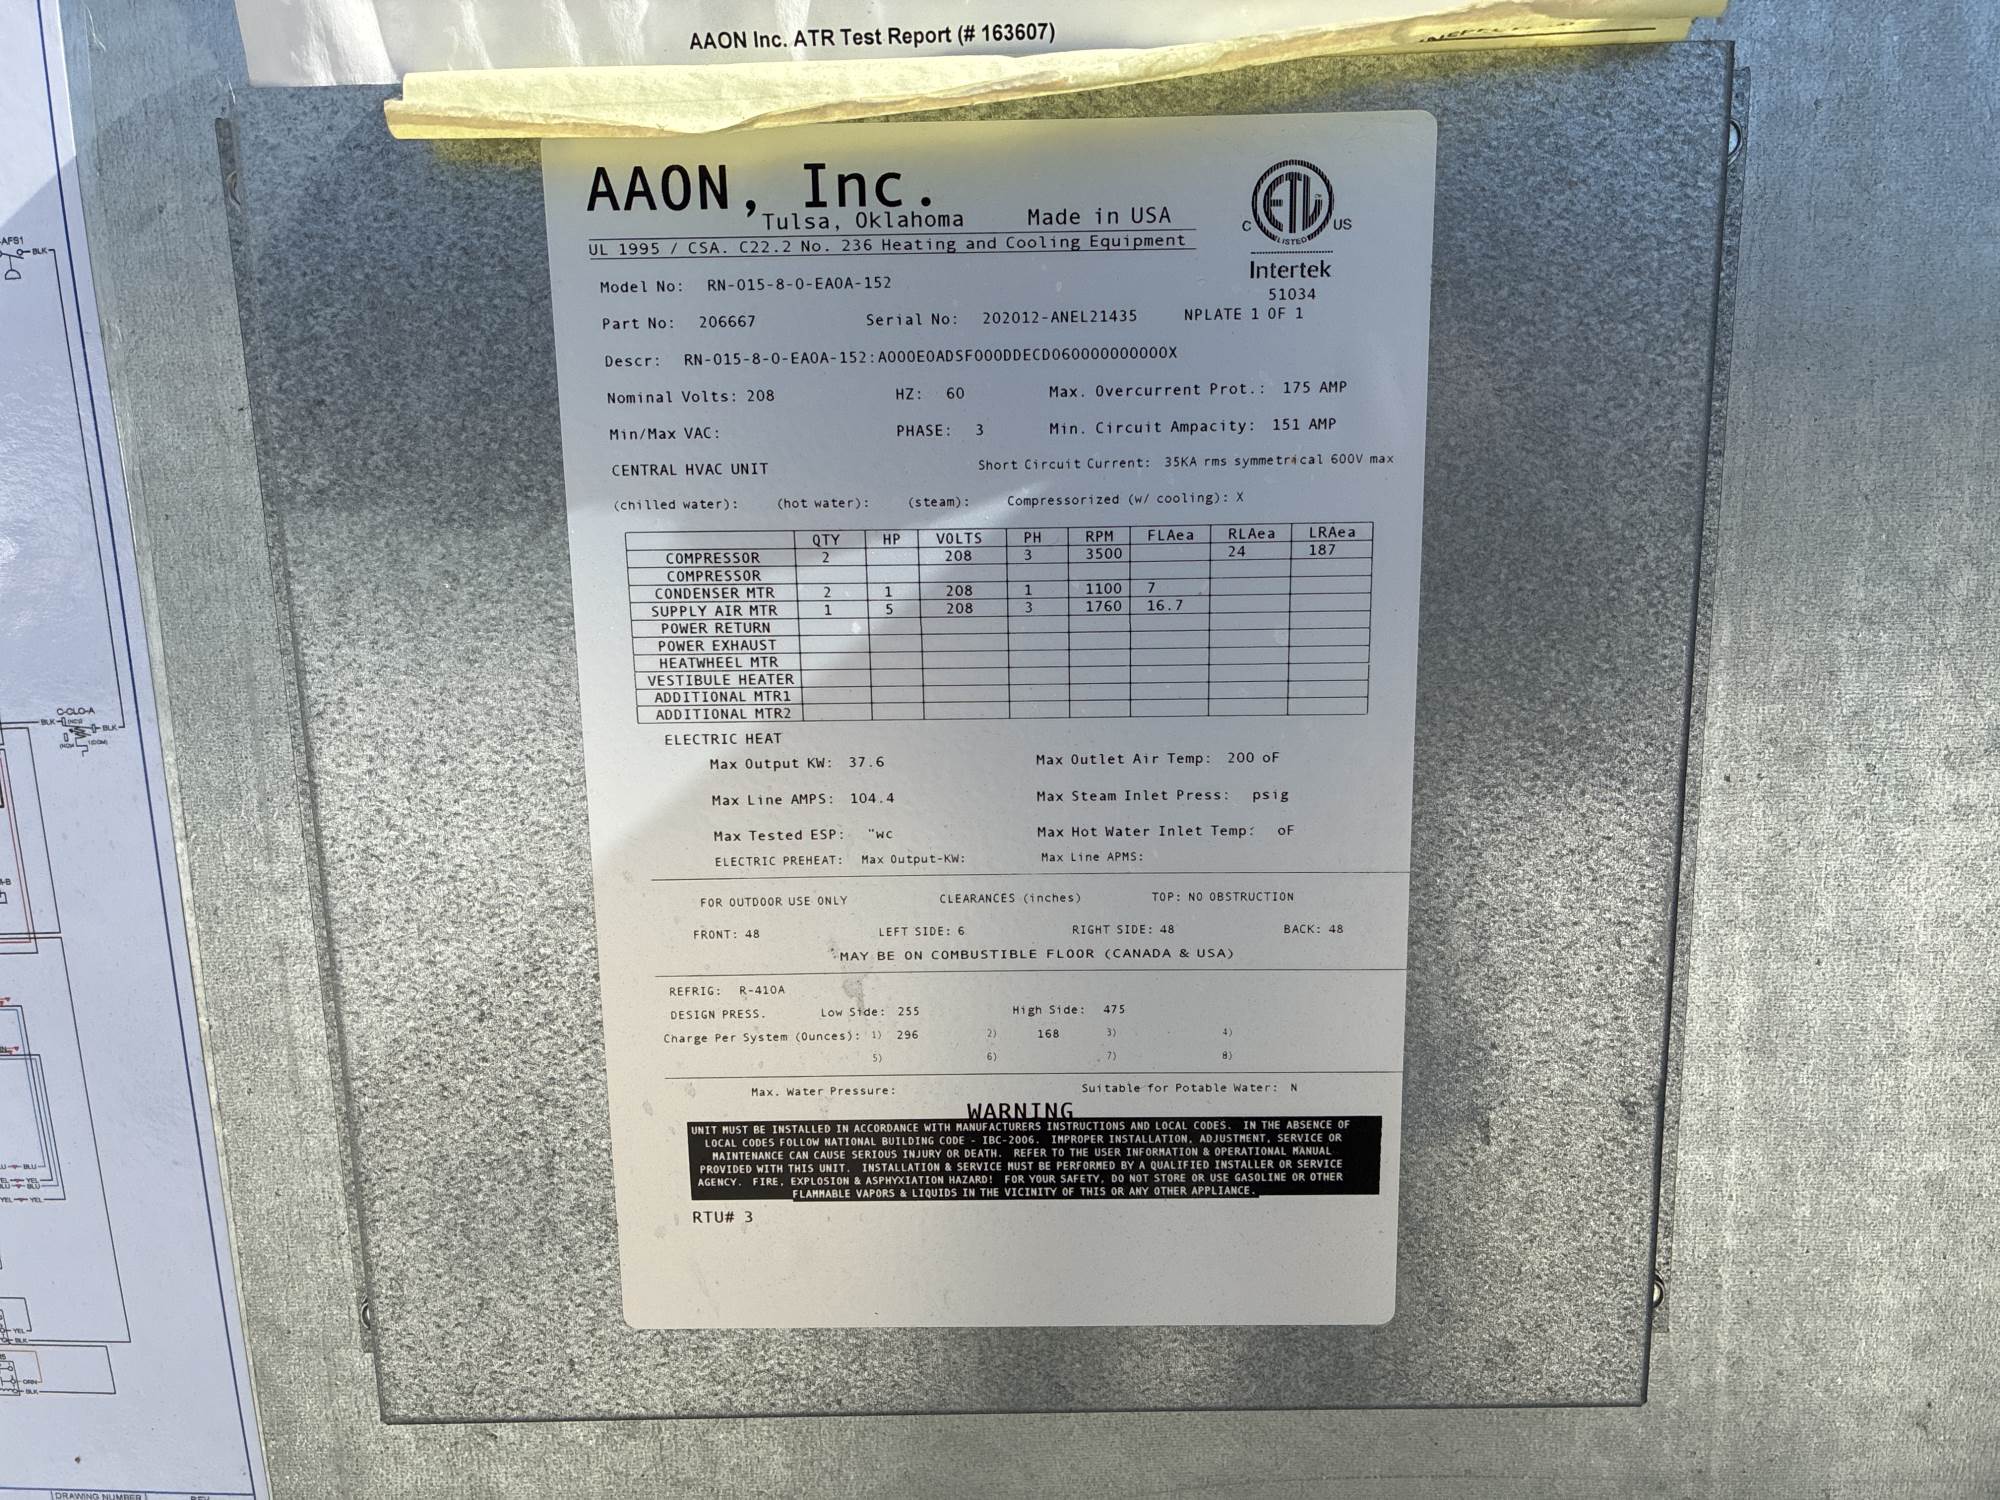 AAON Inc. ATR Test Report (# 163607)
AAON, Inc.
Tulsa, Oklahoma Made in USA
UL 1995 / CSA. C22.2 No. 236 Heating and Cooling Equipment
C ETL US
LISTED
Intertek
51034
Model No: RN-015-8-0-EA0A-152
Part No: 206667 Serial No: 202012-ANEL21435 NPLATE 1 OF 1
Descr: RN-015-8-0-EA0A-152:A000E0ADSF000DDECD060000000000X
Nominal Volts: 208 HZ: 60 Max. Overcurrent Prot.: 175 AMP
Min/Max VAC: PHASE: 3 Min. Circuit Ampacity: 151 AMP
CENTRAL HVAC UNIT Short Circuit Current: 35KA rms symmetrical 600V max
(chilled water): (hot water): (steam): Compressorized (w/ cooling): X
QTY HP VOLTS PH RPM FLAea RLAea LRAea
COMPRESSOR 2 208 3 3500 24 187
COMPRESSOR
CONDENSER MTR 2 1 208 1 1100 7
SUPPLY AIR MTR 1 5 208 3 1760 16.7
POWER RETURN
POWER EXHAUST
HEATWHEEL MTR
VESTIBULE HEATER
ADDITIONAL MTR1
ADDITIONAL MTR2
ELECTRIC HEAT
Max Output KW: 37.6 Max Outlet Air Temp: 200 oF
Max Line AMPS: 104.4 Max Steam Inlet Press: psig
Max Tested ESP: "wc Max Hot Water Inlet Temp: oF
ELECTRIC PREHEAT: Max Output-KW: Max Line APMS:
FOR OUTDOOR USE ONLY CLEARANCES (inches) TOP: NO OBSTRUCTION
FRONT: 48 LEFT SIDE: 6 RIGHT SIDE: 48 BACK: 48
MAY BE ON COMBUSTIBLE FLOOR (CANADA & USA)
REFRIG: R-410A
DESIGN PRESS. Low Side: 255 High Side: 475
Charge Per System (Ounces): 1) 296 2) 168 3) 4)
5) 6) 7) 8)
Max. Water Pressure: Suitable for Potable Water: N
WARNING
UNIT MUST BE INSTALLED IN ACCORDANCE WITH MANUFACTURERS INSTRUCTIONS AND LOCAL CODES. IN THE ABSENCE OF
LOCAL CODES FOLLOW NATIONAL BUILDING CODE - IBC-2006. IMPROPER INSTALLATION, ADJUSTMENT, SERVICE OR
MAINTENANCE CAN CAUSE SERIOUS INJURY OR DEATH. REFER TO THE USER INFORMATION & OPERATIONAL MANUAL
PROVIDED WITH THIS UNIT. INSTALLATION & SERVICE MUST BE PERFORMED BY A QUALIFIED INSTALLER OR SERVICE
AGENCY. FIRE, EXPLOSION & ASPHYXIATION HAZARD! FOR YOUR SAFETY, DO NOT STORE OR USE GASOLINE OR OTHER
FLAMMABLE VAPORS & LIQUIDS IN THE VICINITY OF THIS OR ANY OTHER APPLIANCE.
RTU# 3
AFS1
BLK
C-CLO-A
BLK
BLK
BLU
YEL
BLU
YEL YEL
YEL
BLK
ORN
BLK
DRAWING NUMBER